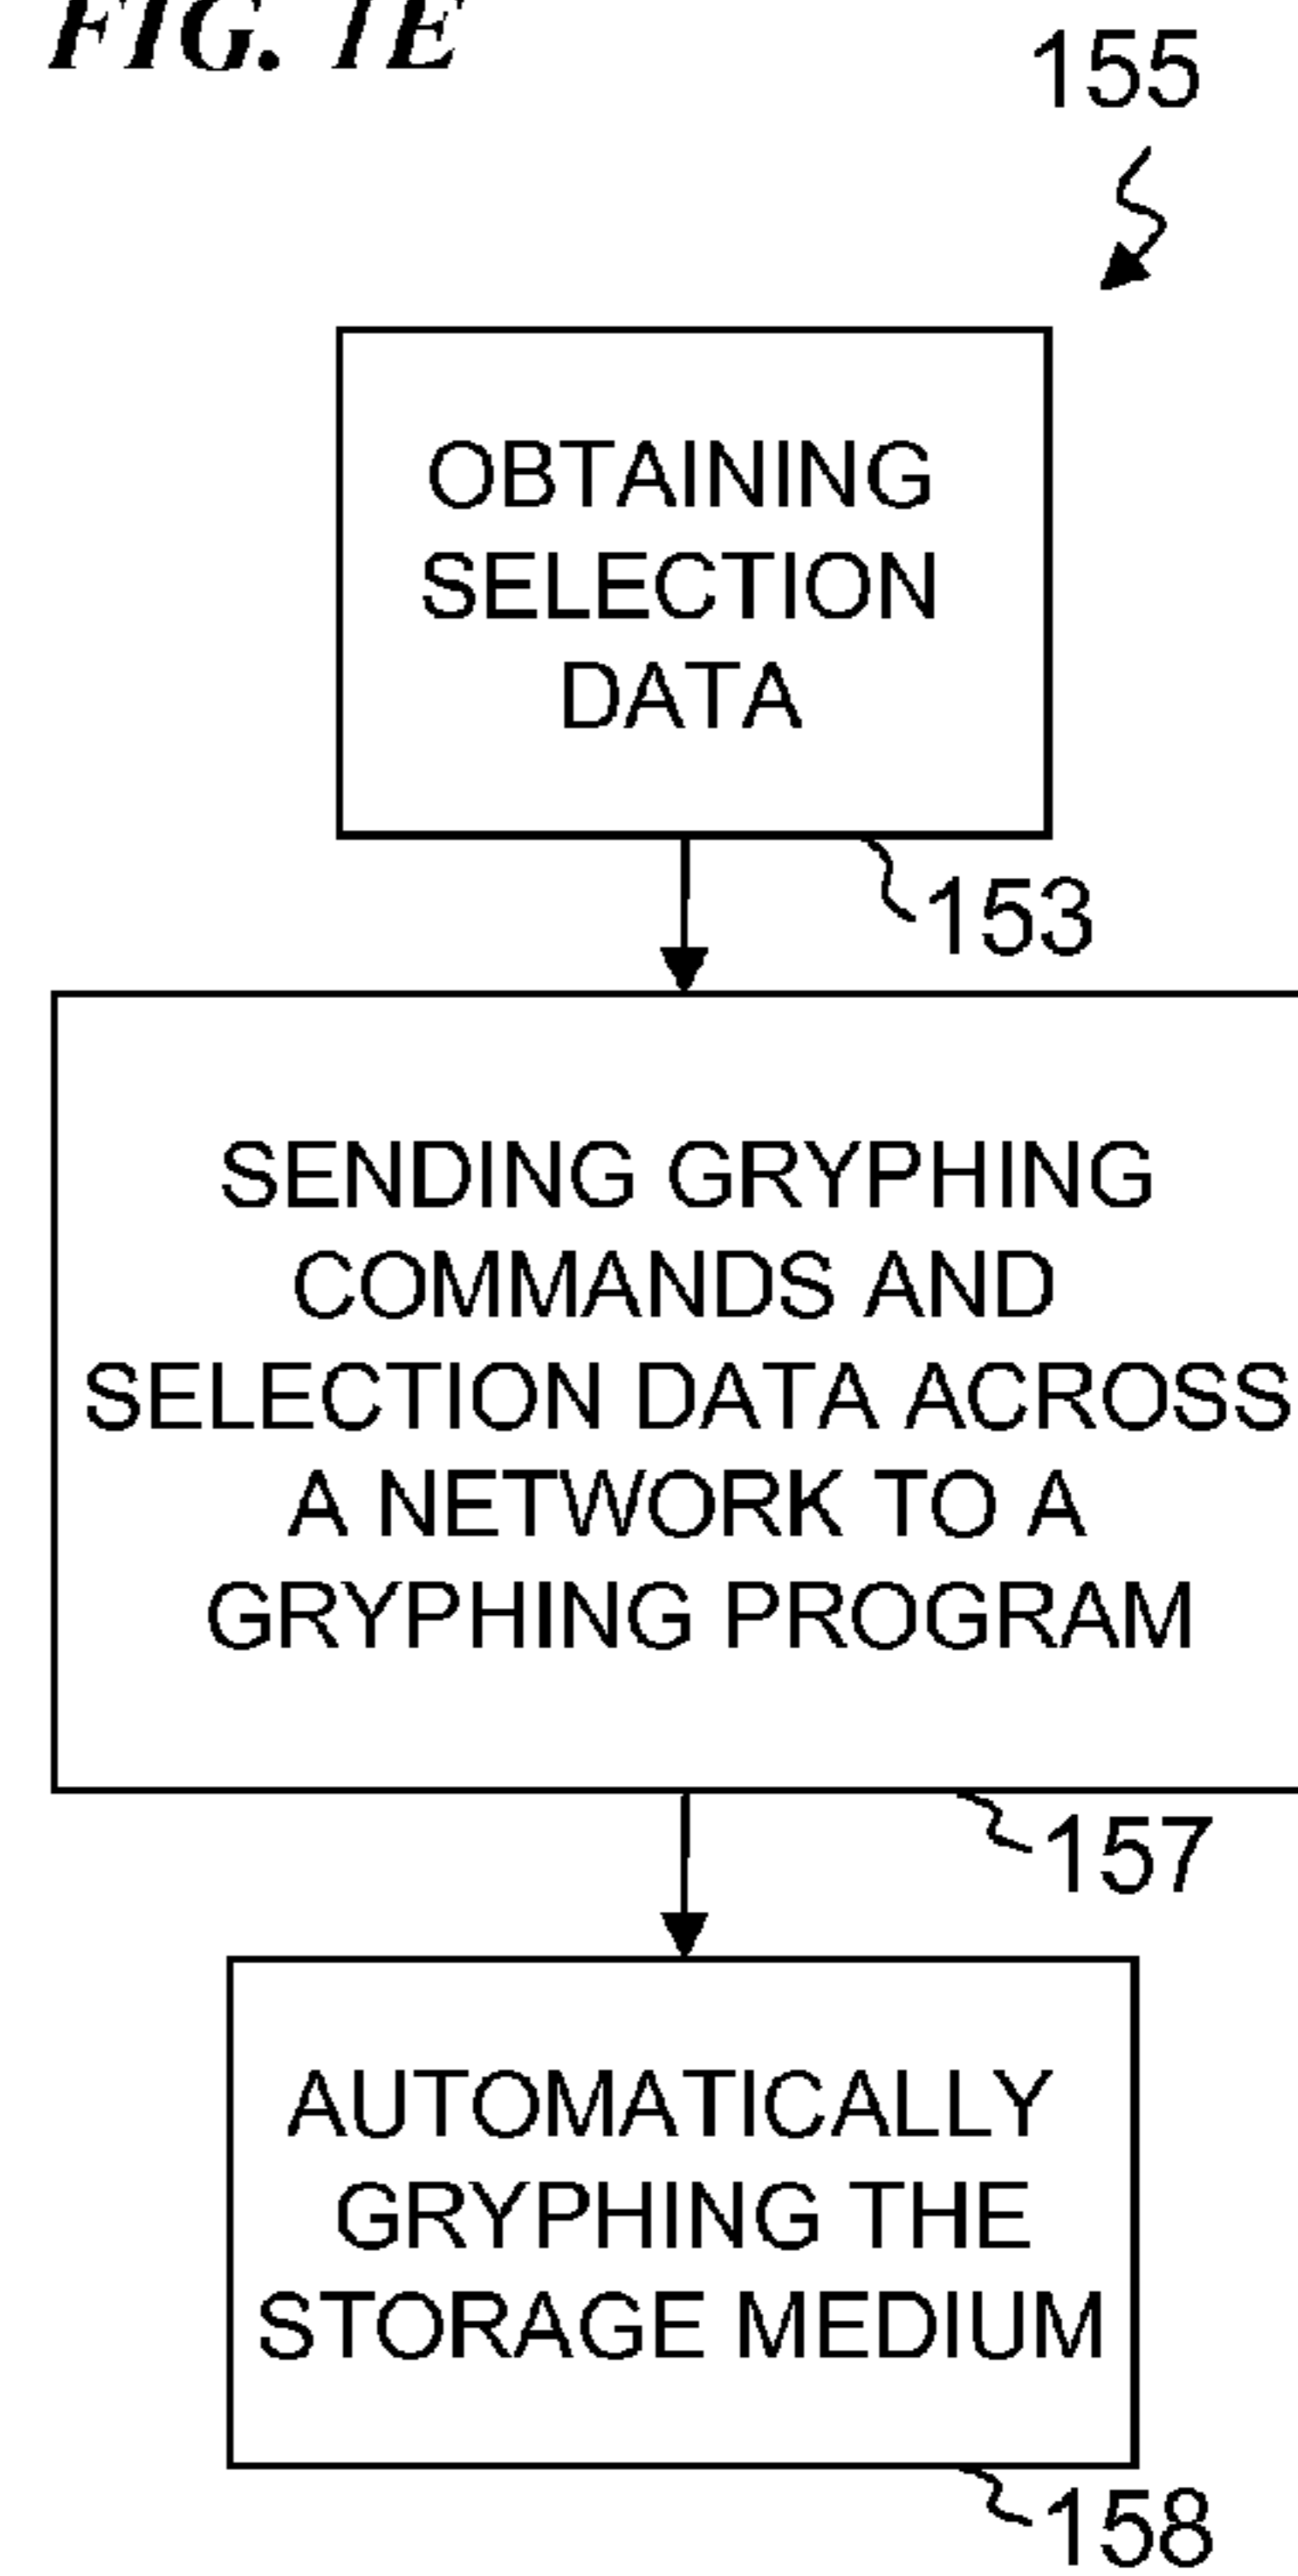 FIG. 1E
155
OBTAINING
SELECTION
DATA
153
SENDING GRYPHING
COMMANDS AND
SELECTION DATA ACROSS
A NETWORK TO A
GRYPHING PROGRAM
157
AUTOMATICALLY
GRYPHING THE
STORAGE MEDIUM
158